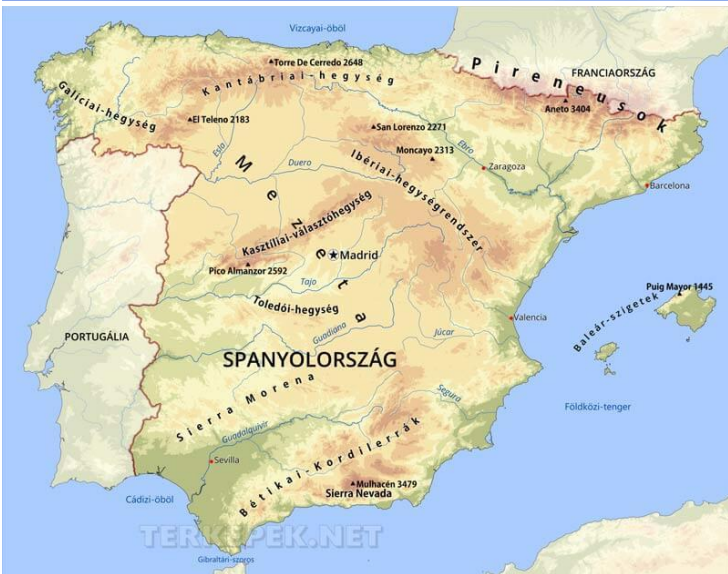 Vizcayai-öböl
Torre De Cerredo 2648
Kantábriai-hegység
Pireneusok
FRANCIAORSZÁG
Galíciai-hegység
El Teleno 2183
Aneto 3404
San Lorenzo 2271
Moncayo 2313
Esla
Duero
Ebro
Ibériai-hegységrendszer
Zaragoza
Barcelona
Mezeta
Kasztíliai-választóhegység
Madrid
Pico Almanzor 2592
Tajo
Toledói-hegység
Puig Mayor 1445
Baleár-szigetek
Valencia
PORTUGÁLIA
Guadiana
Júcar
SPANYOLORSZÁG
Sierra Morena
Segura
Földközi-tenger
Guadalquivir
Sevilla
Bétikai-Kordillerrák
Mulhacén 3479
Sierra Nevada
Cádizi-öböl
TERKEPEK.NET
Gibraltári-szoros